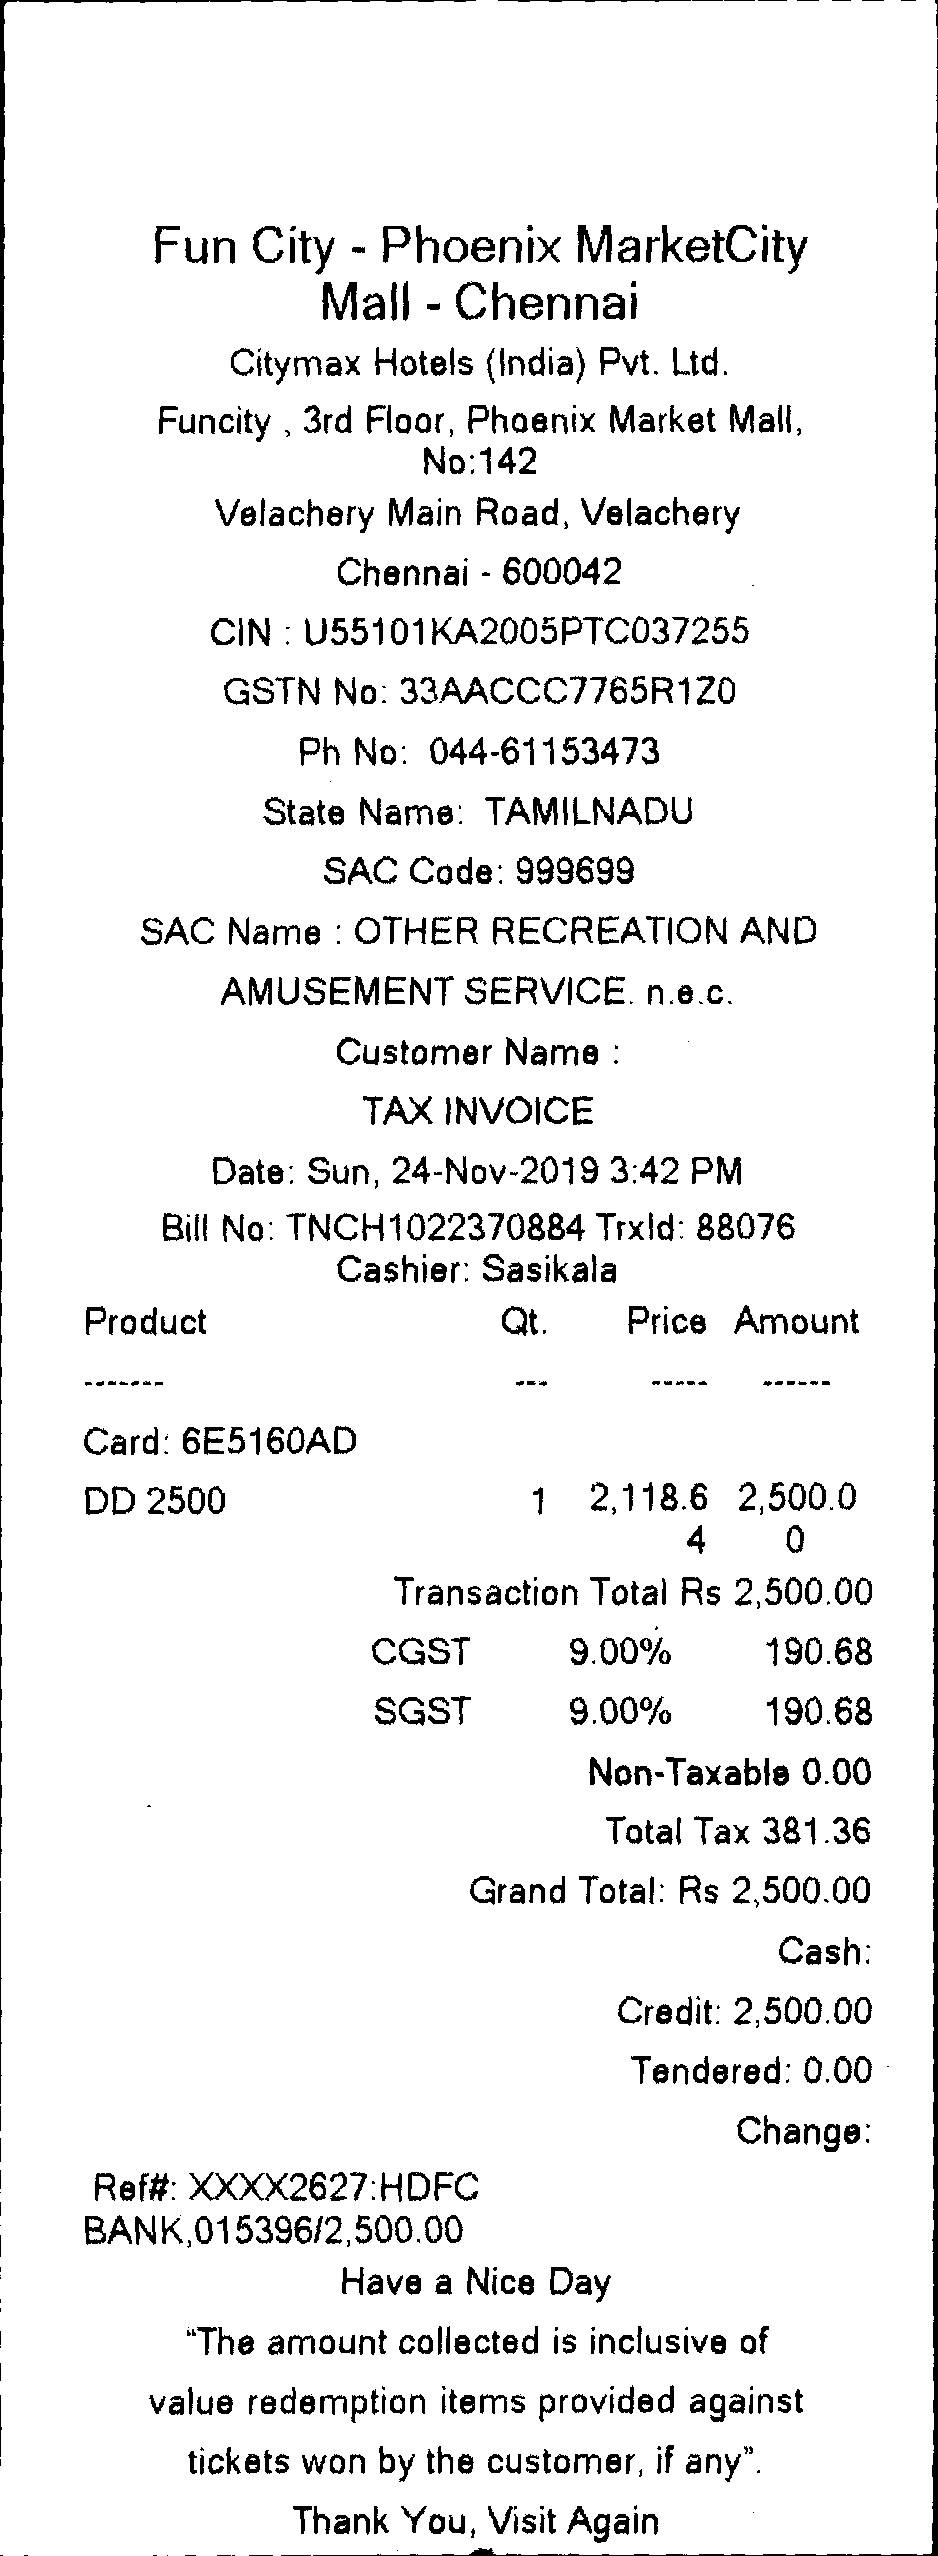 Fun City - Phoenix MarketCity
Mall - Chennai
Citymax Hotels (India) Pvt. Ltd.
Funcity , 3rd Floor, Phoenix Market Mall,
No:142
Velachery Main Road, Velachery
Chennai - 600042
CIN : U55101KA2005PTC037255
GSTN No: 33AACCC7765R1Z0
Ph No: 044-61153473
State Name: TAMILNADU
SAC Code: 999699
SAC Name : OTHER RECREATION AND
AMUSEMENT SERVICE. n.e.c.
Customer Name :
TAX INVOICE
Date: Sun, 24-Nov-2019 3:42 PM
Bill No: TNCH1022370884 TrxId: 88076
Cashier: Sasikala
Product Qt. Price Amount
------- --- ----- ------
Card: 6E5160AD
DD 2500 1 2,118.6 2,500.0
4 0
Transaction Total Rs 2,500.00
CGST 9.00% 190.68
SGST 9.00% 190.68
Non-Taxable 0.00
Total Tax 381.36
Grand Total: Rs 2,500.00
Cash:
Credit: 2,500.00
Tendered: 0.00
Change:
Ref#: XXXX2627:HDFC
BANK,015396/2,500.00
Have a Nice Day
"The amount collected is inclusive of
value redemption items provided against
tickets won by the customer, if any".
Thank You, Visit Again